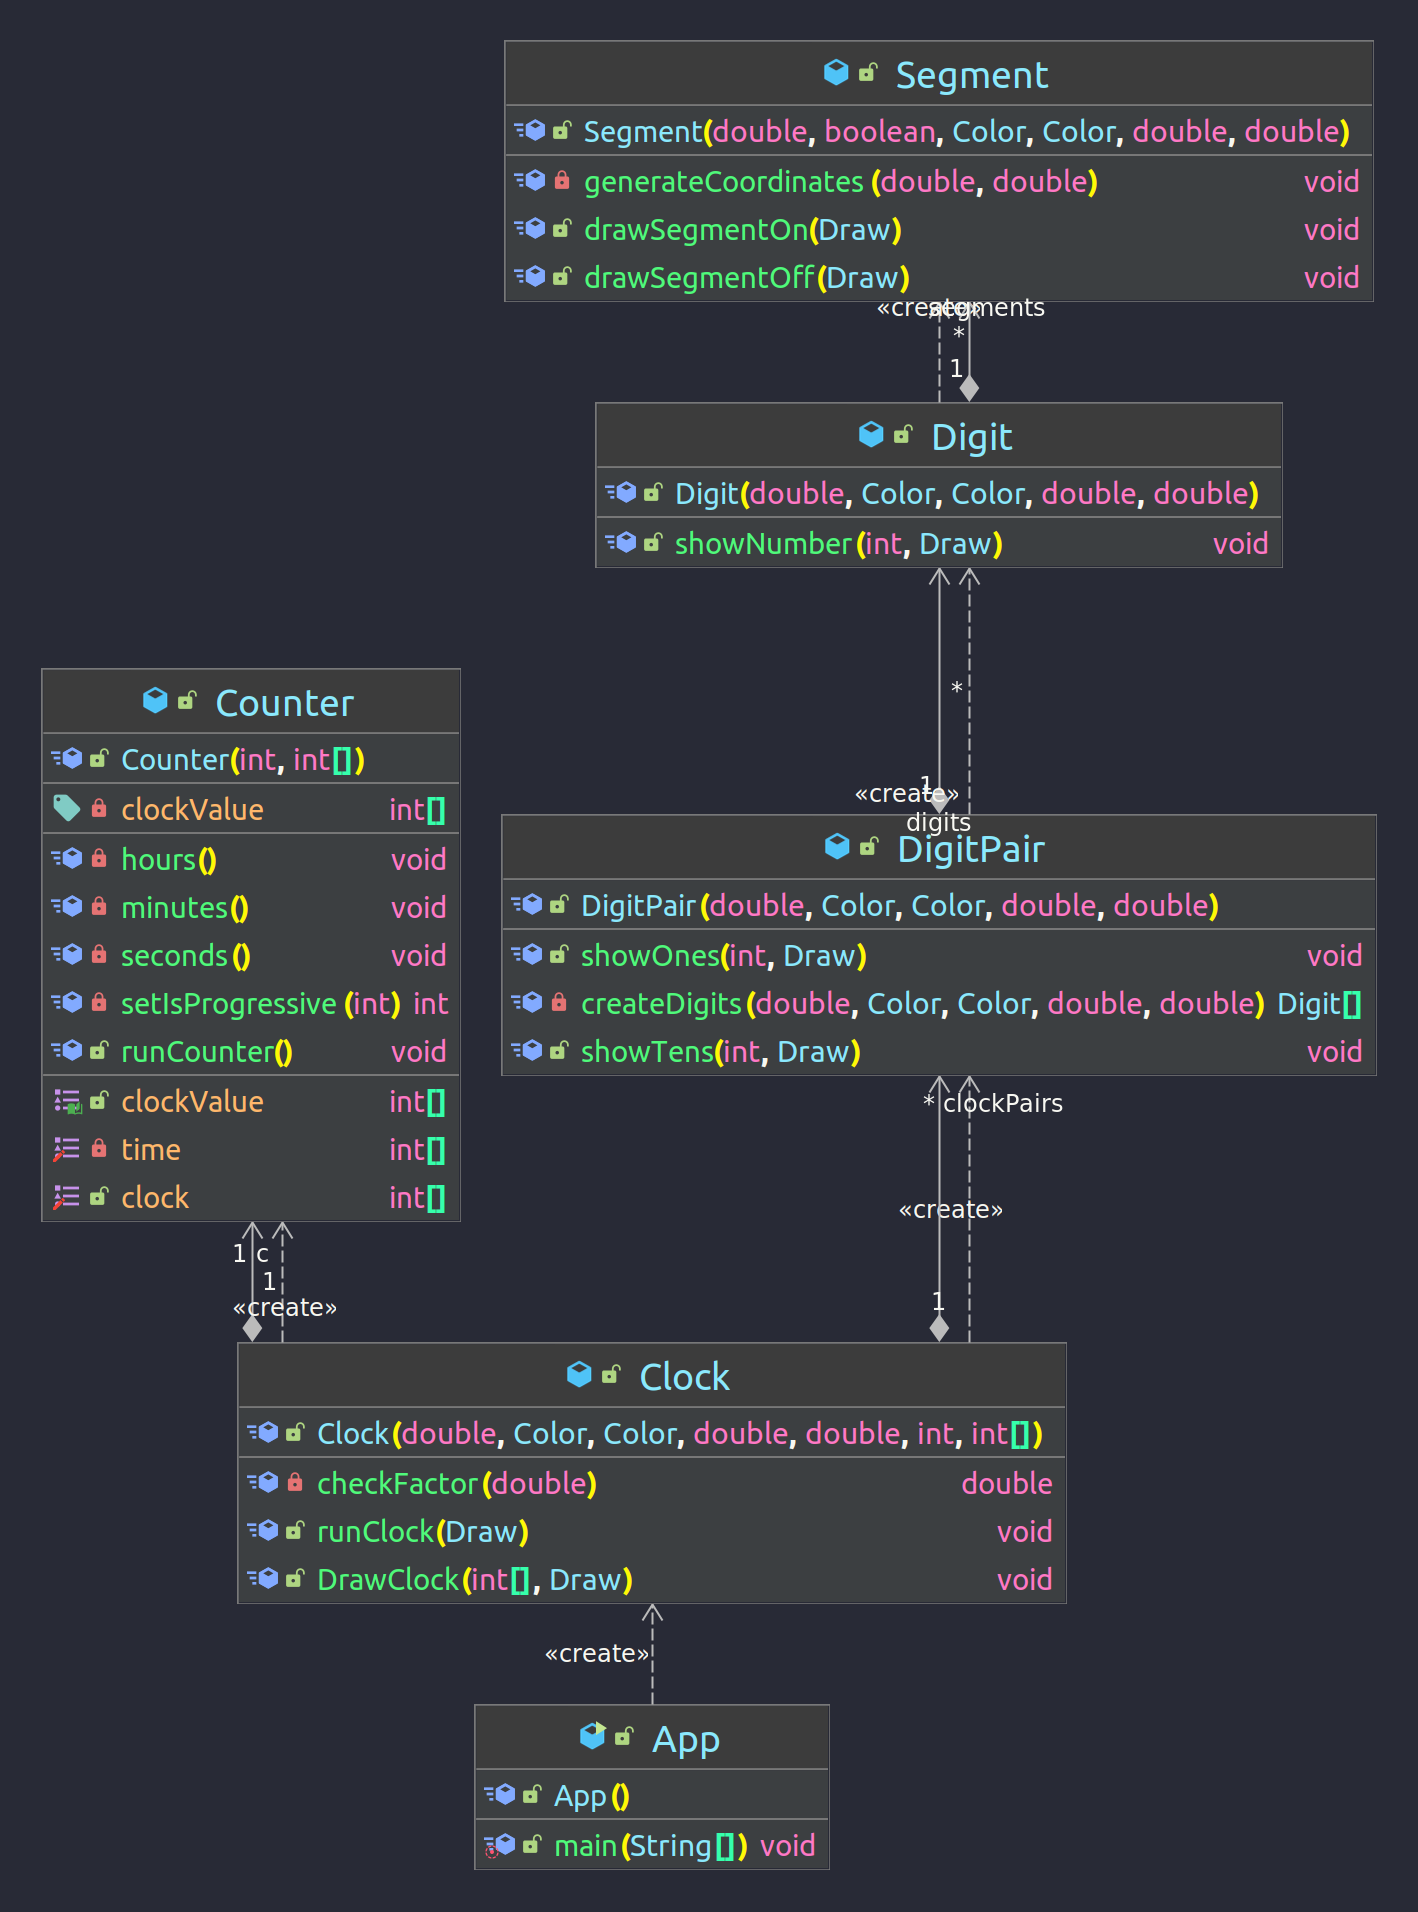 Segment
Segment(double, boolean, Color, Color, double, double)
generateCoordinates(double, double) void
drawSegmentOn(Draw) void
drawSegmentOff(Draw) void
«create» segments
*
1
Digit
Digit(double, Color, Color, double, double)
showNumber(int, Draw) void
*
1
«create»
digits
DigitPair
DigitPair(double, Color, Color, double, double)
showOnes(int, Draw) void
createDigits(double, Color, Color, double, double) Digit[]
showTens(int, Draw) void
* clockPairs
«create»
1
Counter
Counter(int, int[])
clockValue int[]
hours() void
minutes() void
seconds() void
setIsProgressive(int) int
runCounter() void
clockValue int[]
time int[]
clock int[]
1 c
1
«create»
Clock
Clock(double, Color, Color, double, double, int, int[])
checkFactor(double) double
runClock(Draw) void
DrawClock(int[], Draw) void
«create»
App
App()
main(String[]) void